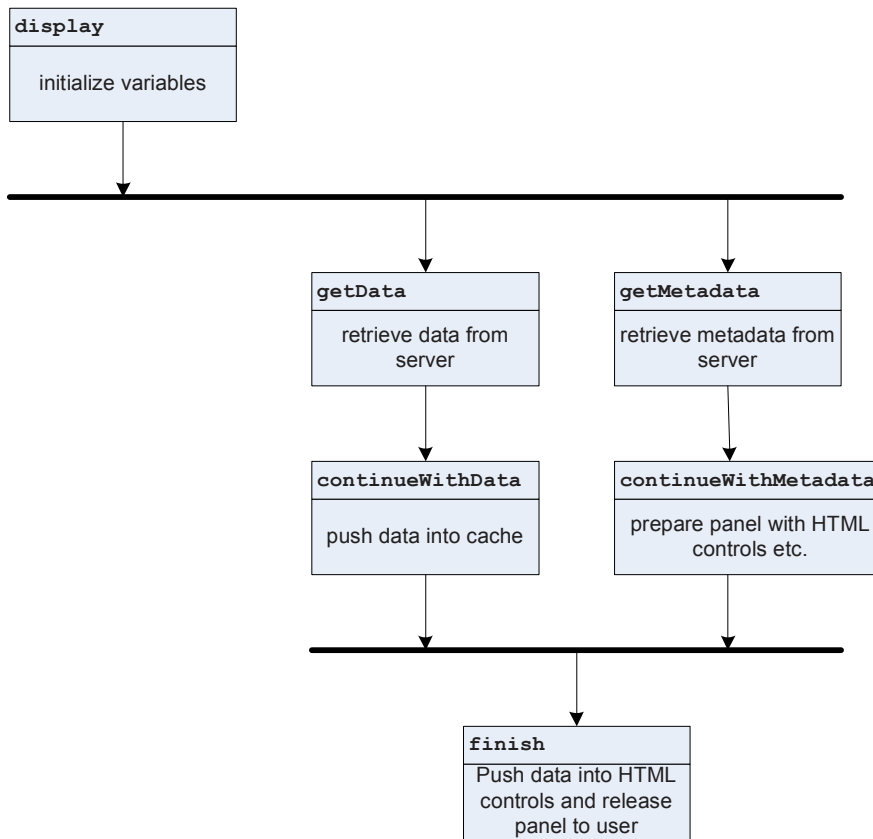 display
initialize variables
getData
retrieve data from
server
getMetadata
retrieve metadata from
server
continueWithData
push data into cache
continueWithMetadata
prepare panel with HTML
controls etc.
finish
Push data into HTML
controls and release
panel to user